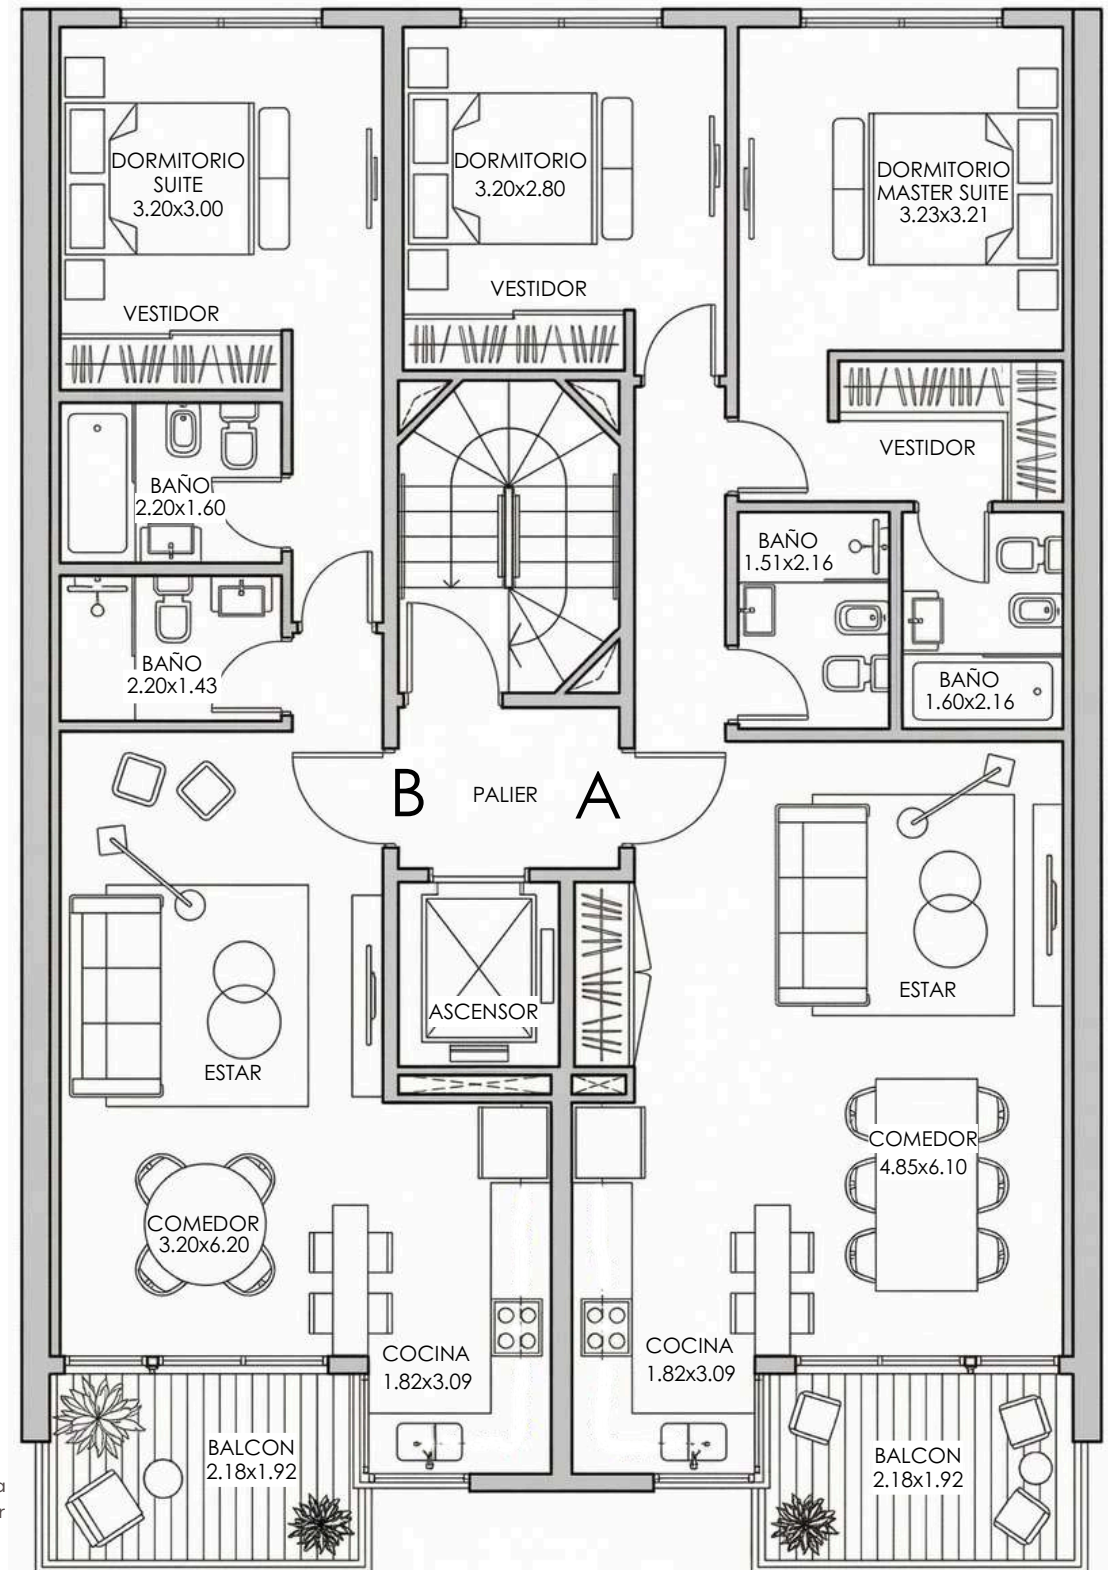 DORMITORIO
SUITE
3.20x3.00
DORMITORIO
3.20x2.80
DORMITORIO
MASTER SUITE
3.23x3.21
VESTIDOR
VESTIDOR
VESTIDOR
BAÑO
2.20x1.60
BAÑO
1.51x2.16
BAÑO
2.20x1.43
BAÑO
1.60x2.16
B
PALIER
A
ASCENSOR
ESTAR
ESTAR
COMEDOR
4.85x6.10
COMEDOR
3.20x6.20
COCINA
1.82x3.09
COCINA
1.82x3.09
BALCON
2.18x1.92
BALCON
2.18x1.92
a
r